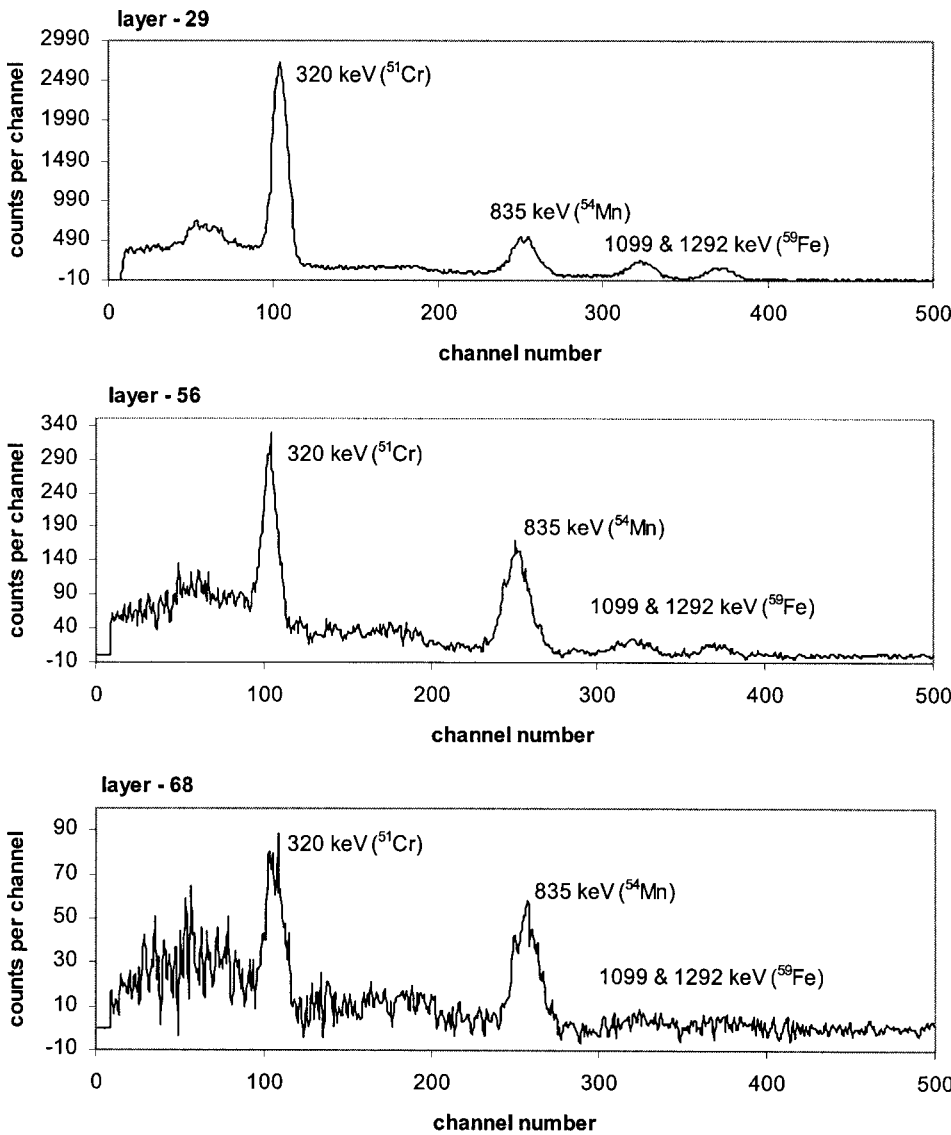 layer - 29
2990
2490
1990
1490
990
490
-10
counts per channel
320 keV (⁵¹Cr)
835 keV (⁵⁴Mn)
1099 & 1292 keV (⁵⁹Fe)
0 100 200 300 400 500
channel number
layer - 56
340
290
240
190
140
90
40
-10
counts per channel
320 keV (⁵¹Cr)
835 keV (⁵⁴Mn)
1099 & 1292 keV (⁵⁹Fe)
0 100 200 300 400 500
channel number
layer - 68
90
70
50
30
10
-10
counts per channel
320 keV (⁵¹Cr)
835 keV (⁵⁴Mn)
1099 & 1292 keV (⁵⁹Fe)
0 100 200 300 400 500
channel number